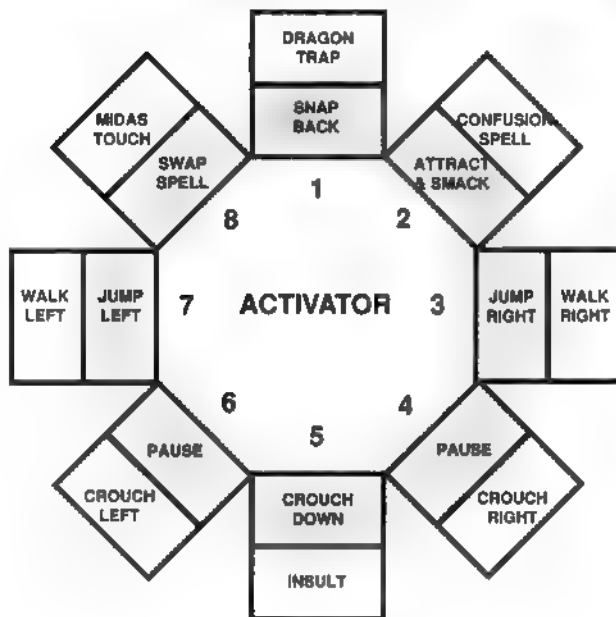 DRAGON
TRAP
SNAP
BACK
MIDAS
TOUCH
SWAP
SPELL
CONFUSION
SPELL
ATTRACT
& SMACK
1
2
8
WALK
LEFT
JUMP
LEFT
7
ACTIVATOR
3
JUMP
RIGHT
WALK
RIGHT
6
5
4
PAUSE
CROUCH
LEFT
CROUCH
DOWN
INSULT
PAUSE
CROUCH
RIGHT